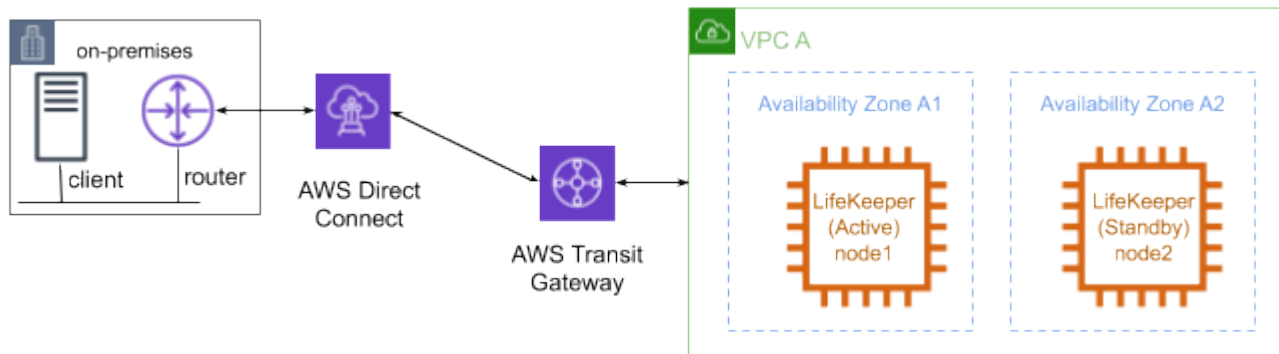 on-premises
client
router
AWS Direct
Connect
AWS Transit
Gateway
VPC A
Availability Zone A1
LifeKeeper
(Active)
node1
Availability Zone A2
LifeKeeper
(Standby)
node2